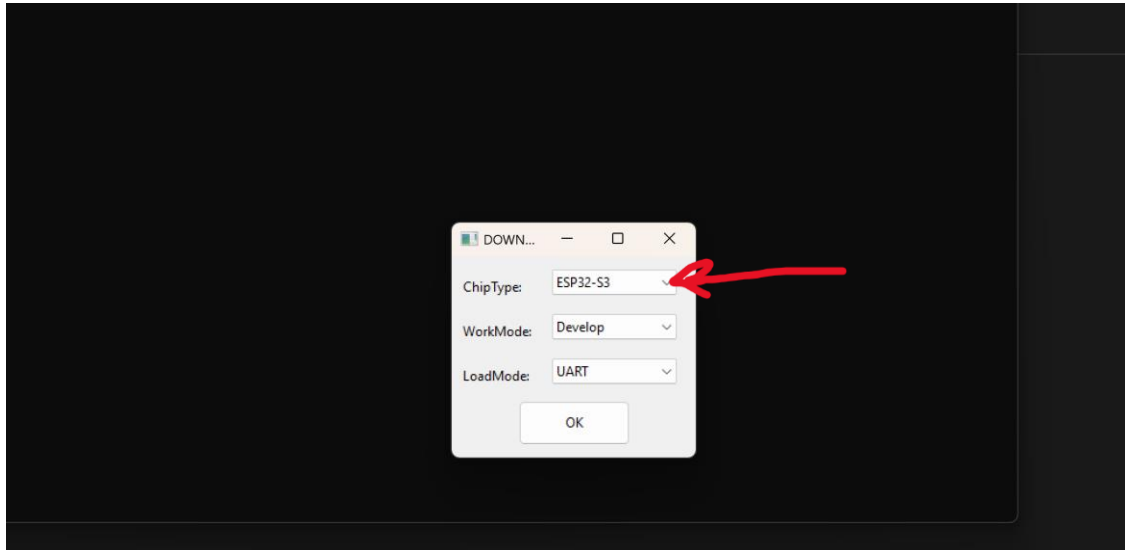 DOWN...
ChipType: ESP32-S3
WorkMode: Develop
LoadMode: UART
OK